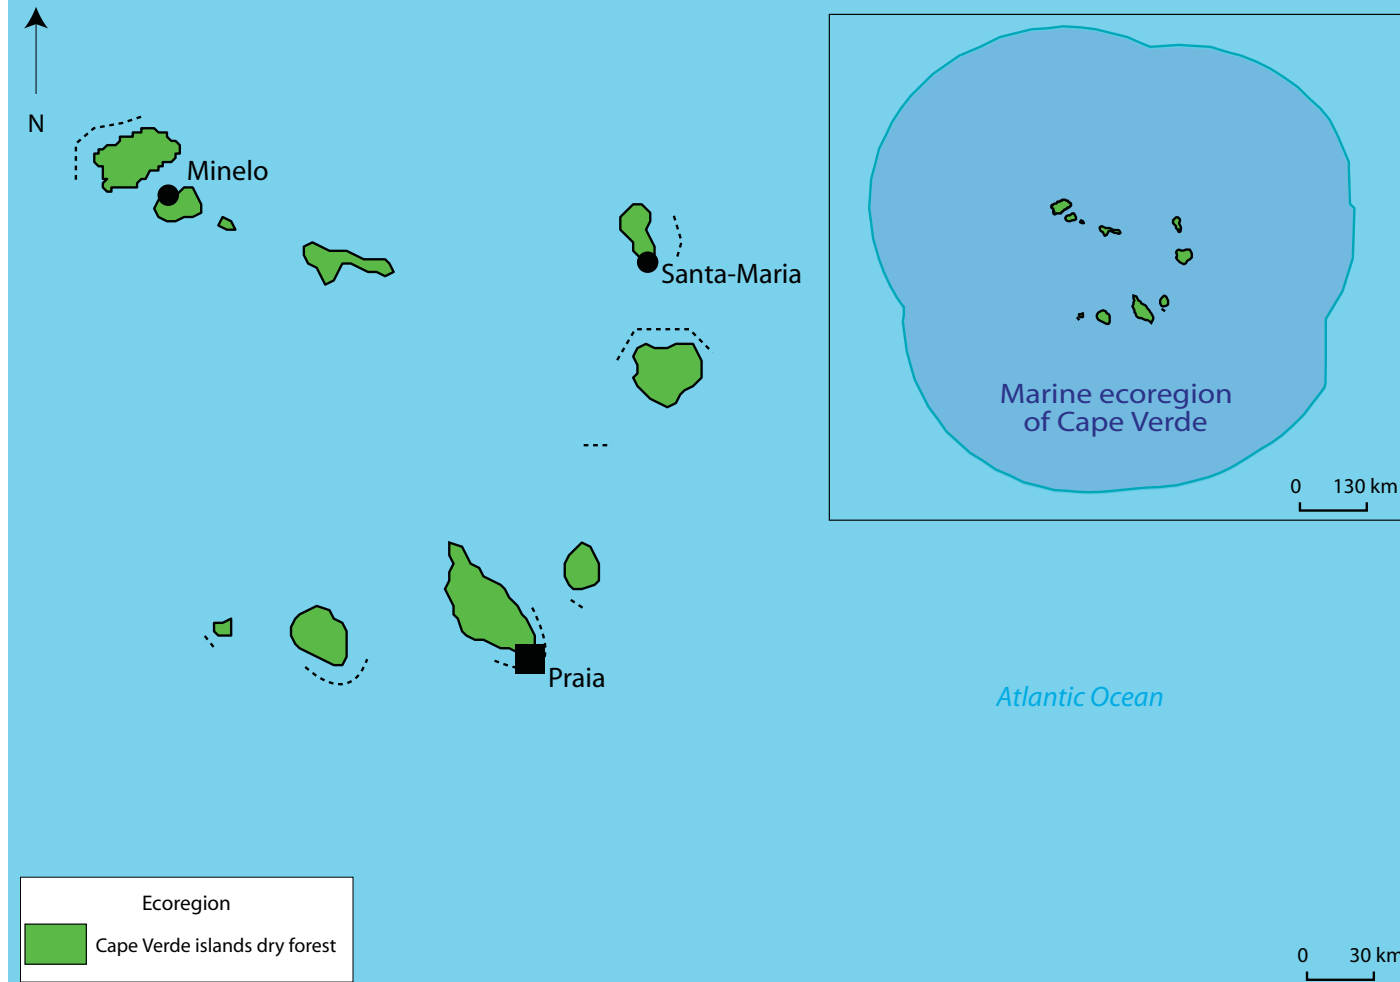 N
Minelo
Santa-Maria
Praia
Marine ecoregion
of Cape Verde
0 130 km
Atlantic Ocean
Ecoregion
Cape Verde islands dry forest
0 30 km